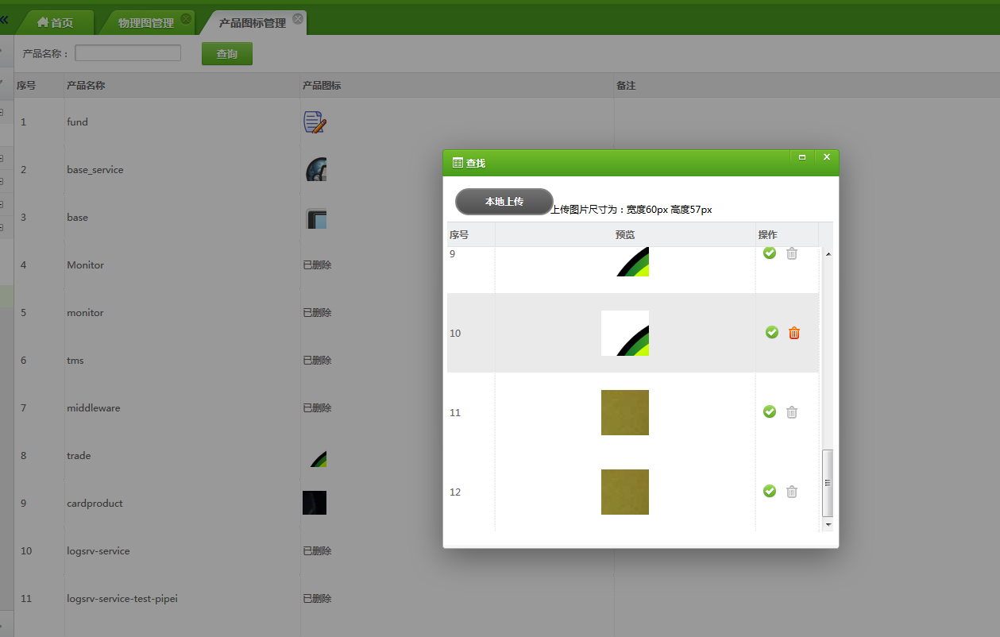 首页 物理图管理 产品图标管理
产品名称： 查询
序号 产品名称 产品图标 备注
1 fund
2 base_service
3 base
4 Monitor 已删除
5 monitor 已删除
6 tms 已删除
7 middleware 已删除
8 trade
9 cardproduct
10 logsrv-service 已删除
11 logsrv-service-test-pipei 已删除
查找
本地上传 上传图片尺寸为：宽度60px 高度57px
序号 预览 操作
9
10
11
12